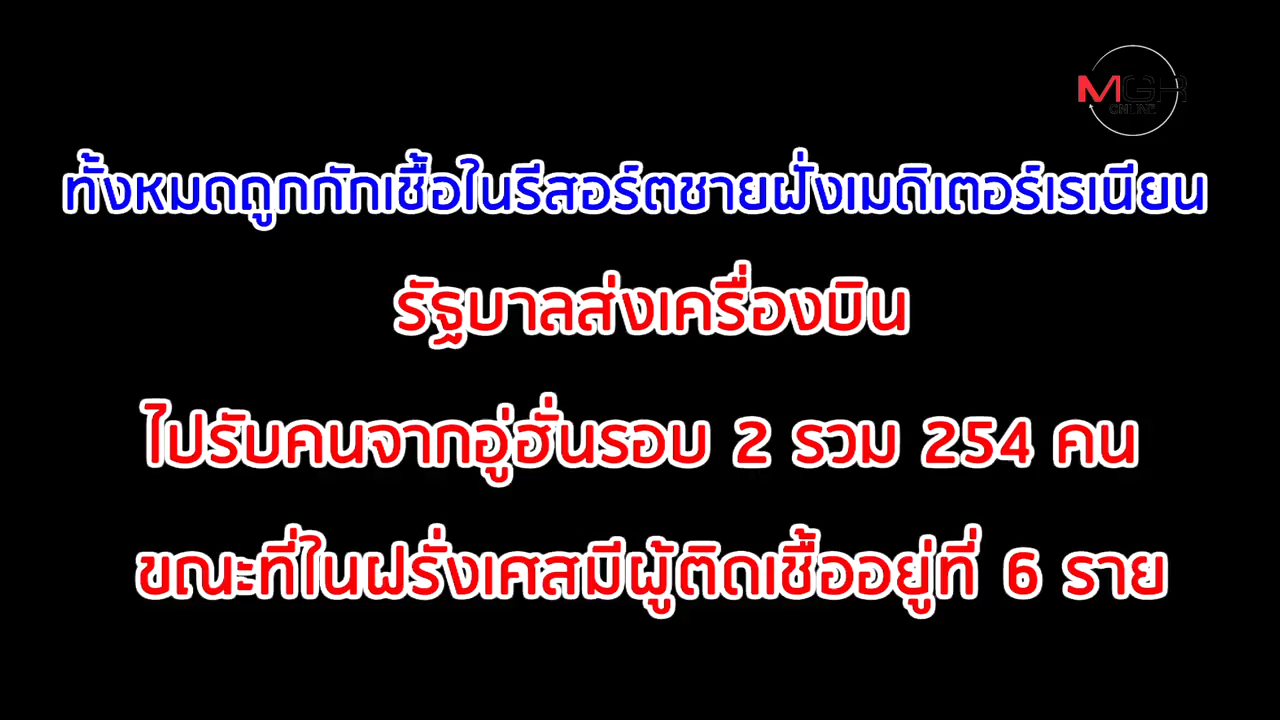 MGR
ONLINE
ทั้งหมดถูกกักเชื้อในรีสอร์ตชายฝั่งเมดิเตอร์เรเนียน
รัฐบาลส่งเครื่องบิน
ไปรับคนจากอู่ฮั่นรอบ 2 รวม 254 คน
ขณะที่ในฝรั่งเศสมีผู้ติดเชื้ออยู่ที่ 6 ราย